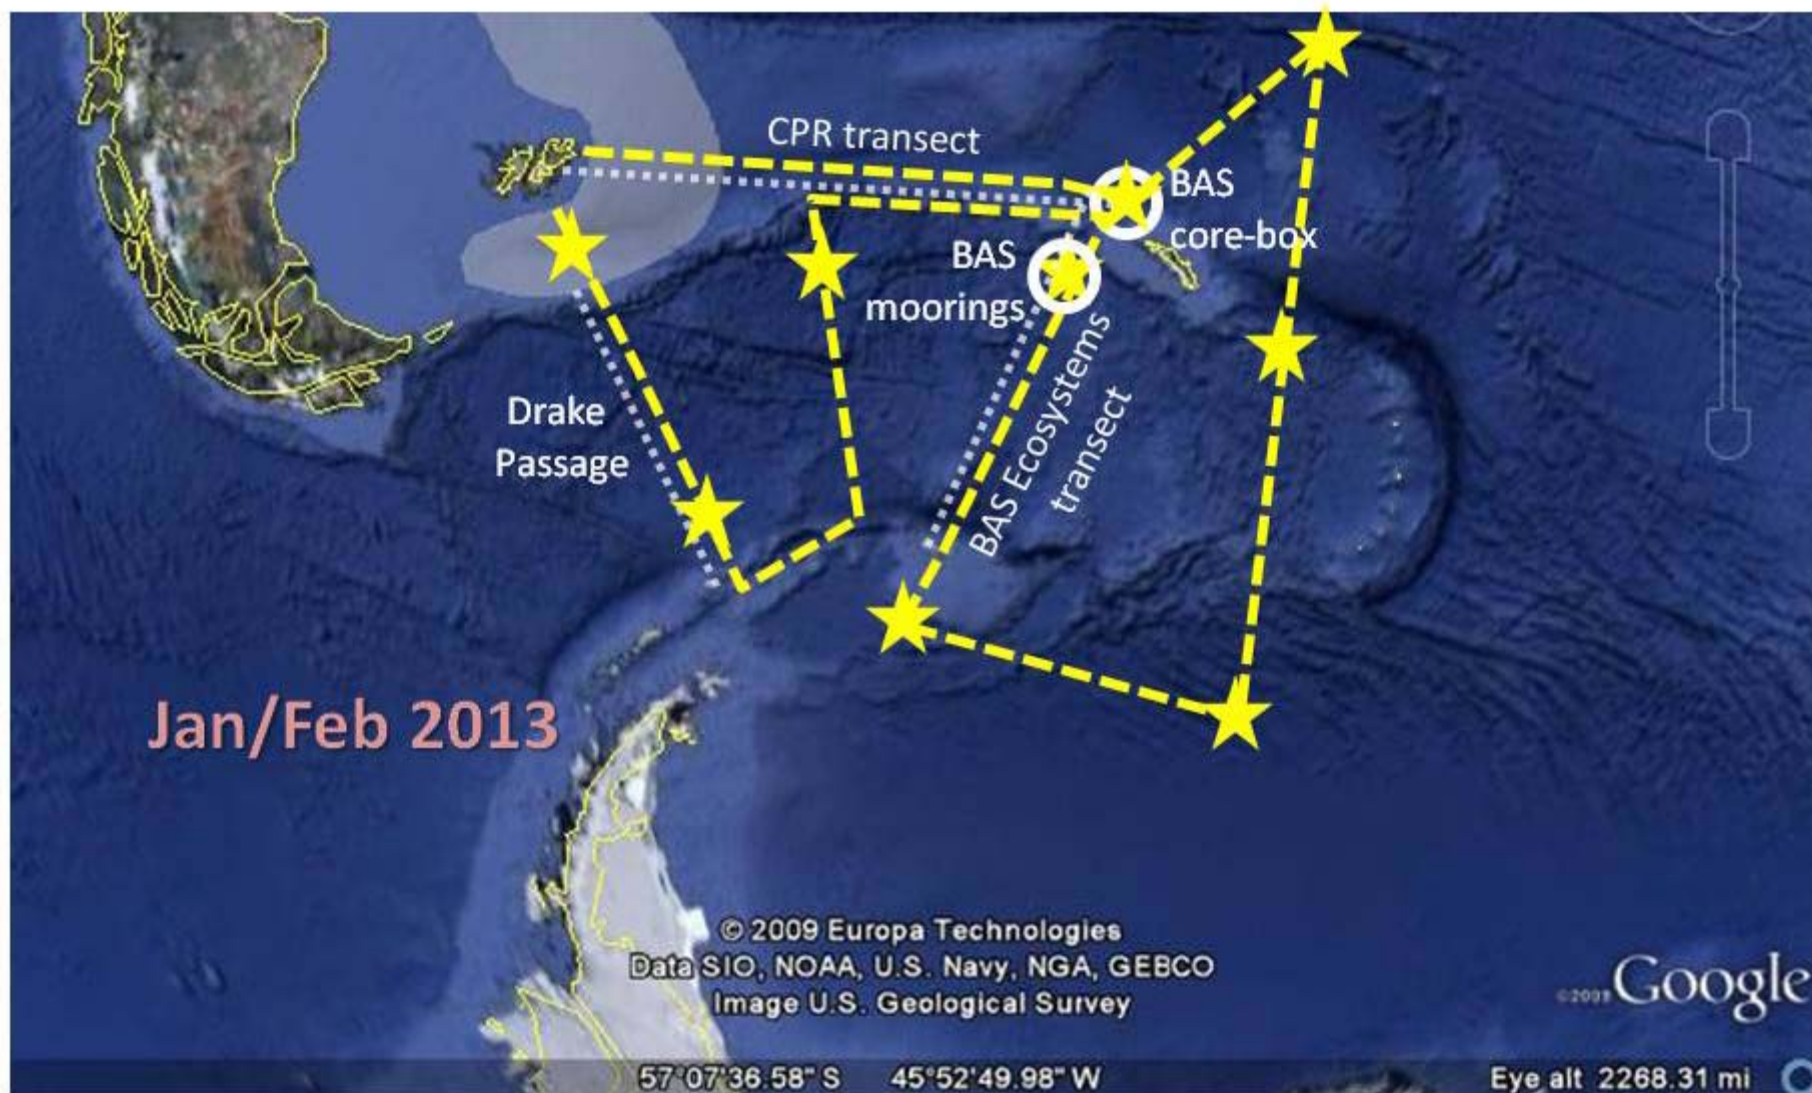 CPR transect
BAS
core-box
BAS
moorings
BAS Ecosystems
transect
Drake
Passage
Jan/Feb 2013
© 2009 Europa Technologies
Data SIO, NOAA, U.S. Navy, NGA, GEBCO
Image U.S. Geological Survey
©2009 Google
57°07'36.58" S 45°52'49.98" W
Eye alt 2268.31 mi